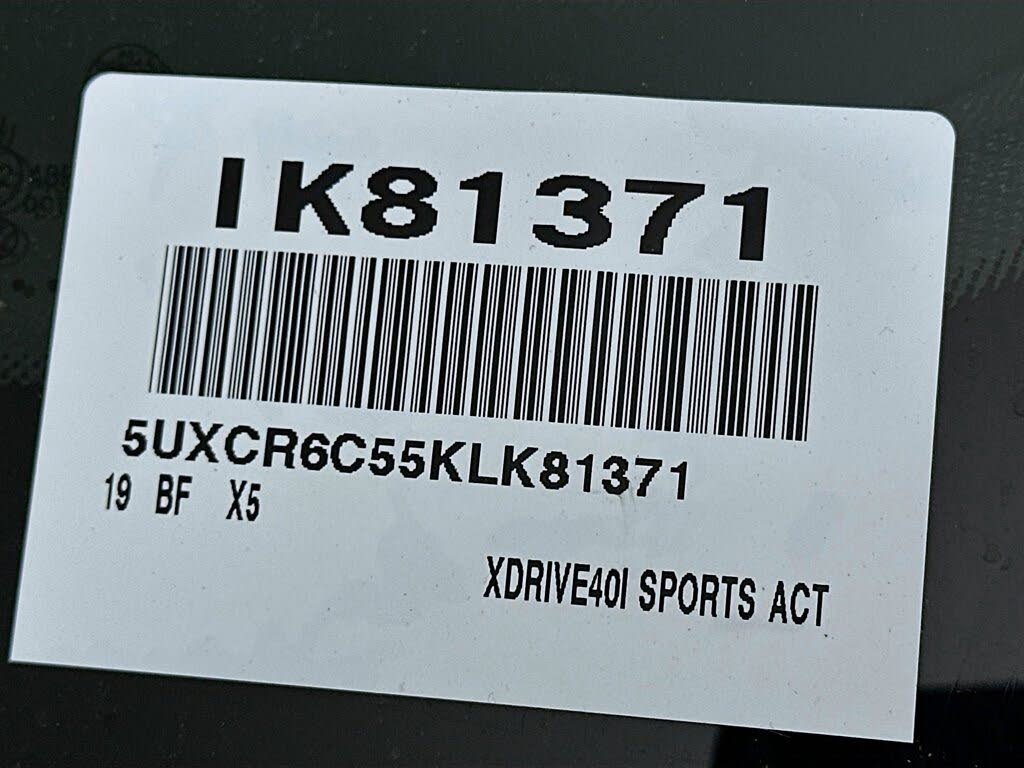 IK81371
5UXCR6C55KLK81371
19 BF X5
XDRIVE40I SPORTS ACT